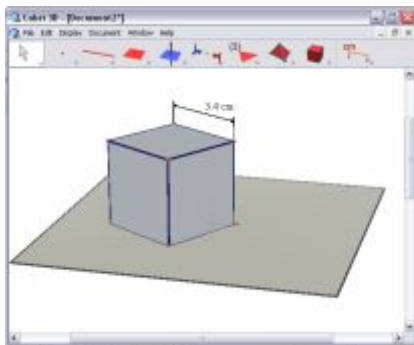 Cabri 3D - [Document2*]
File Edit Display Document Window Help
3.4 cm